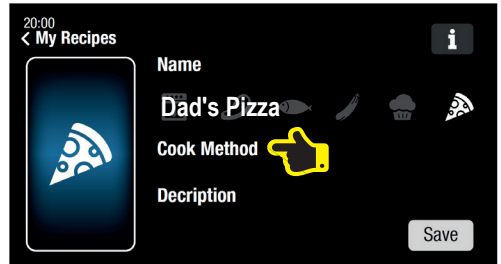 20:00
< My Recipes
i
Name
Dad's Pizza
Cook Method
Decription
Save